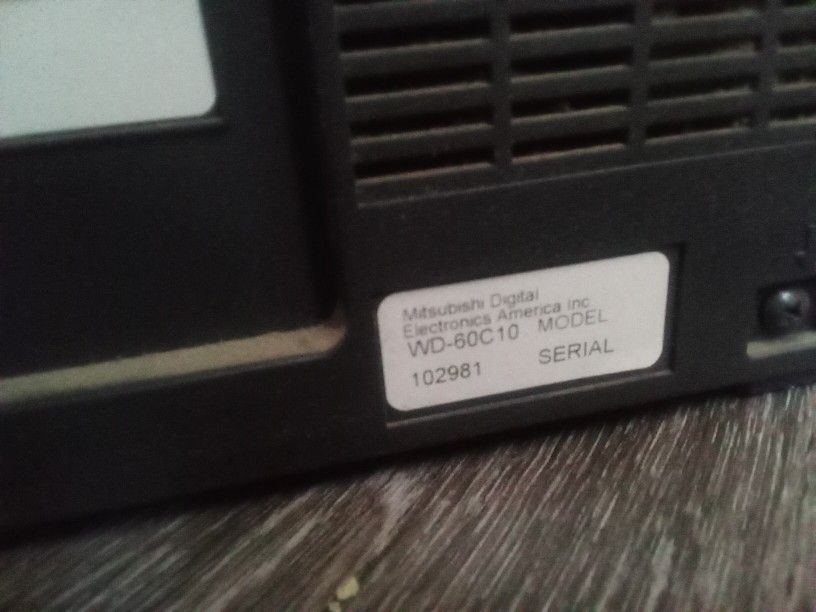 Mitsubishi Digital
Electronics America Inc
WD-60C10 MODEL
102981 SERIAL